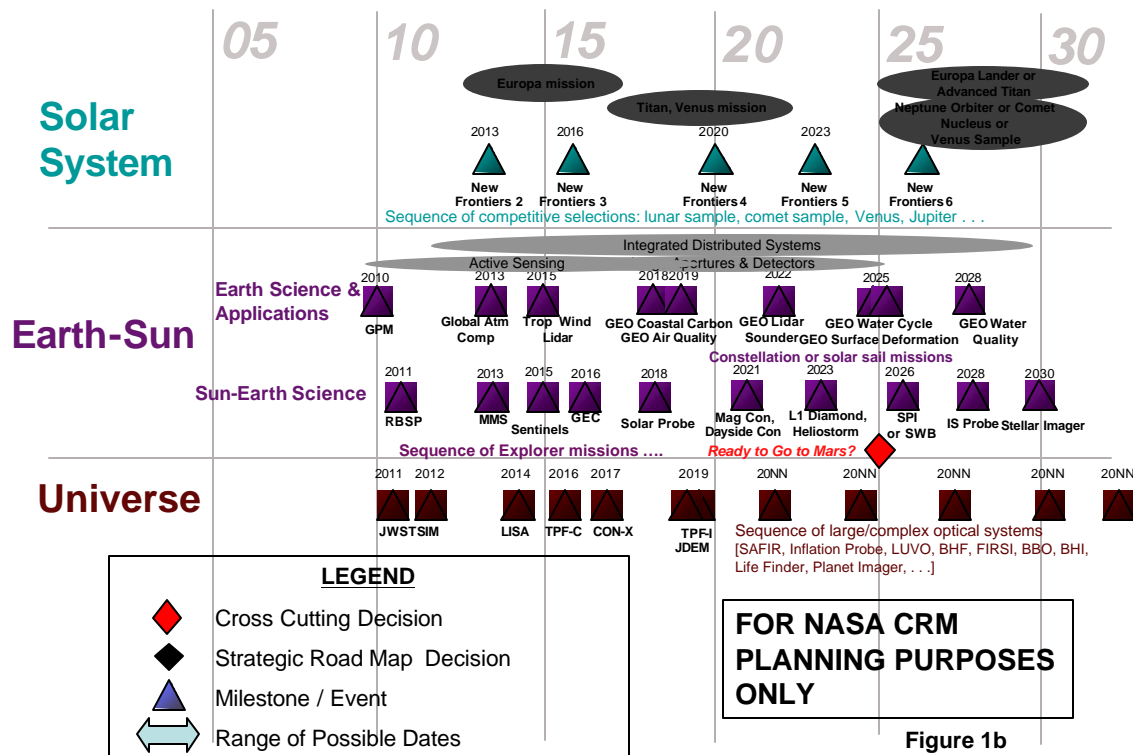 05 10 15 20 25 30
Solar
System
Europa mission
Titan, Venus mission
Europa Lander or
Advanced Titan
Neptune Orbiter or Comet
Nucleus or
Venus Sample
2013 2016 2020 2023
New
Frontiers 2
New
Frontiers 3
New
Frontiers 4
New
Frontiers 5
New
Frontiers 6
Sequence of competitive selections: lunar sample, comet sample, Venus, Jupiter . . .
Earth-Sun
Integrated Distributed Systems
Active Sensing
Apertures & Detectors
Earth Science &
Applications
2010 2013 2015 2018 2019 2022 2025 2028
GPM
Global Atm
Comp
Trop Wind
Lidar
GEO Coastal Carbon
GEO Air Quality
GEO Lidar
Sounder
GEO Water Cycle
GEO Surface Deformation
GEO Water
Quality
Constellation or solar sail missions
Sun-Earth Science
2011 2013 2015 2016 2018 2021 2023 2026 2028 2030
RBSP
MMS
Sentinels
GEC
Solar Probe
Mag Con,
Dayside Con
L1 Diamond,
Heliostorm
SPI
or SWB
IS Probe
Stellar Imager
Sequence of Explorer missions ….
Ready to Go to Mars?
Universe
2011 2012 2014 2016 2017 2019 20NN 20NN 20NN 20NN 20NN
JWST
SIM
LISA
TPF-C
CON-X
TPF-I
JDEM
Sequence of large/complex optical systems
[SAFIR, Inflation Probe, LUVO, BHF, FIRSI, BBO, BHI,
Life Finder, Planet Imager, . . .]
LEGEND
Cross Cutting Decision
Strategic Road Map Decision
Milestone / Event
Range of Possible Dates
FOR NASA CRM
PLANNING PURPOSES
ONLY
Figure 1b